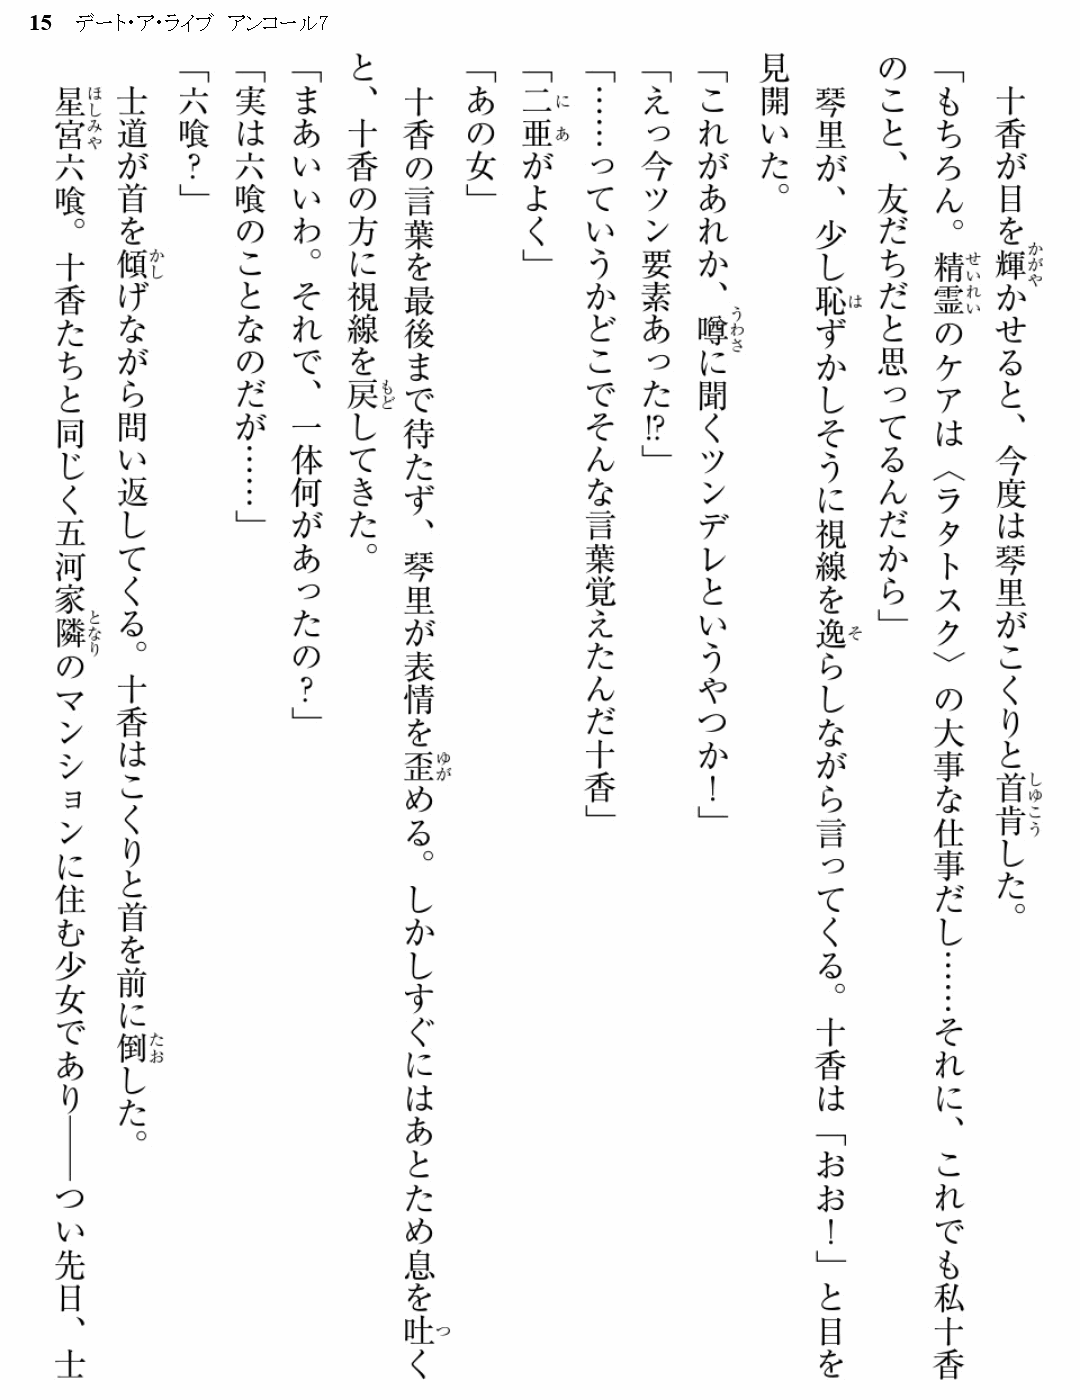 15 デート・ア・ライブ アンコール7
十香が目を輝かせると、今度は琴里がこくりと首肯した。
「もちろん。精霊のケアは〈ラタトスク〉の大事な仕事だし……それに、これでも私十香
のこと、友だちだと思ってるんだから」
琴里が、少し恥ずかしそうに視線を逸らしながら言ってくる。十香は「おお！」と目を
見開いた。
「これがあれか、噂に聞くツンデレというやつか！」
「えっ今ツン要素あった⁉」
「……っていうかどこでそんな言葉覚えたんだ十香」
「二亜がよく」
「あの女」
十香の言葉を最後まで待たず、琴里が表情を歪める。しかしすぐにはあとため息を吐く
と、十香の方に視線を戻してきた。
「まあいいわ。それで、一体何があったの？」
「実は六喰のことなのだが……」
「六喰？」
士道が首を傾げながら問い返してくる。十香はこくりと首を前に倒した。
星宮六喰。十香たちと同じく五河家隣のマンションに住む少女であり――つい先日、士